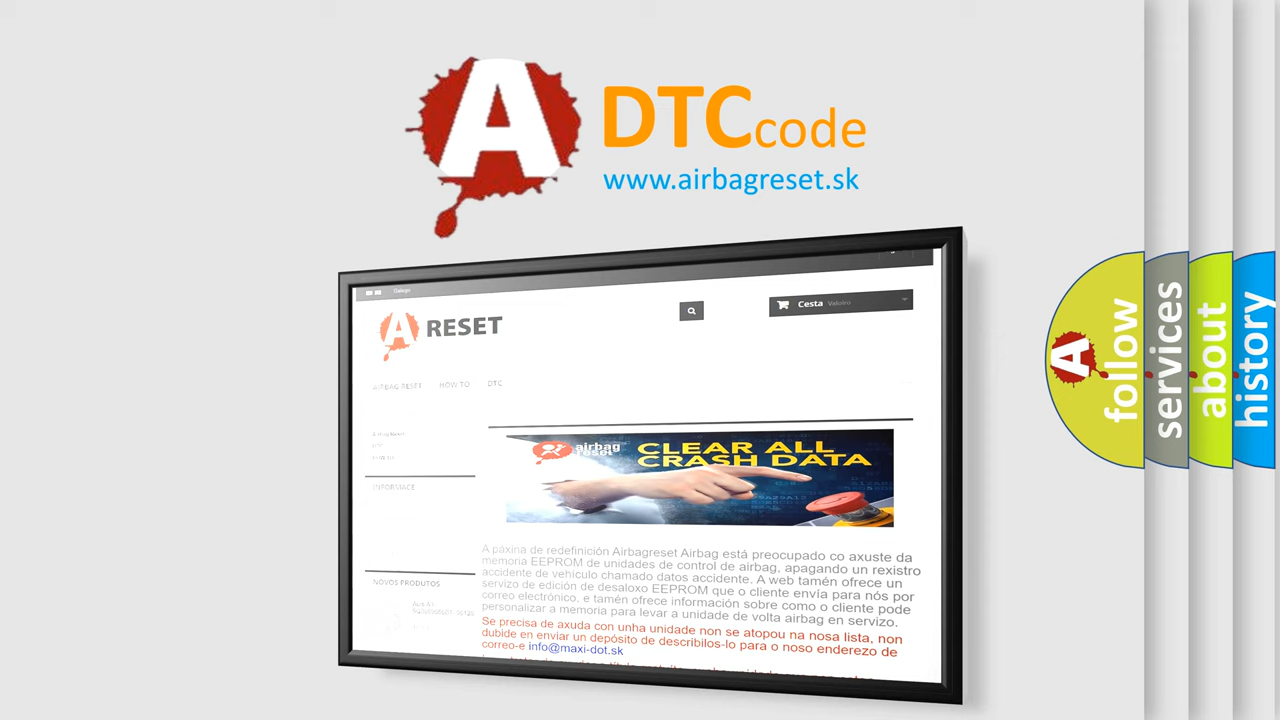 A DTCcode
www.airbagreset.sk
Galego
A RESET
Cesta Valeiro
AIRBAG RESET HOW TO DTC
INFORMACE
NOVOS PRODUTOS
airbag
reset
CLEAR ALL
CRASH DATA
A páxina de redefinición Airbagreset Airbag está preocupado co axuste da
memoria EEPROM de unidades de control de airbag, apagando un rexistro
accidente de vehículo chamado datos accidente. A web tamén ofrece un
servizo de edición de desaloxo EEPROM que o cliente envía para nós por
correo electrónico, e tamén ofrece información sobre como o cliente pode
personalizar a memoria para levar a unidade de volta airbag en servizo.
Se precisa de axuda con unha unidade non se atopou na nosa lista, non
dubide en enviar un depósito de describilos-lo para o noso enderezo de
correo-e info@maxi-dot.sk
A follow
services
about
history